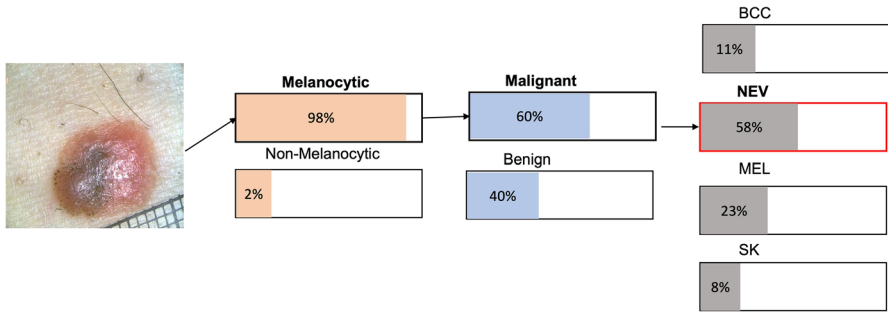 Melanocytic
98%
Non-Melanocytic
2%
Malignant
60%
Benign
40%
BCC
11%
NEV
58%
MEL
23%
SK
8%